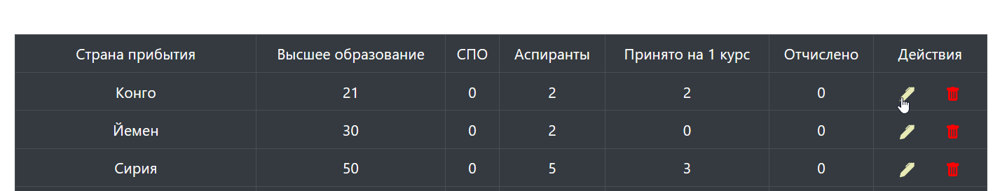 Страна прибытия Высшее образование СПО Аспиранты Принято на 1 курс Отчислено Действия
Конго 21 0 2 2 0
Йемен 30 0 2 0 0
Сирия 50 0 5 3 0